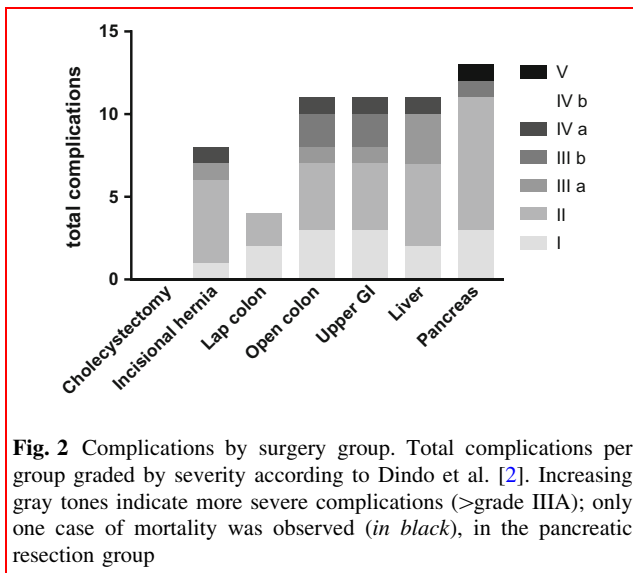 15
10
5
0
total complications
Cholecystectomy
Incisional hernia
Lap colon
Open colon
Upper GI
Liver
Pancreas
V
IV b
IV a
III b
III a
II
I
Fig. 2 Complications by surgery group. Total complications per
group graded by severity according to Dindo et al. [2]. Increasing
gray tones indicate more severe complications (>grade IIIA); only
one case of mortality was observed (in black), in the pancreatic
resection group